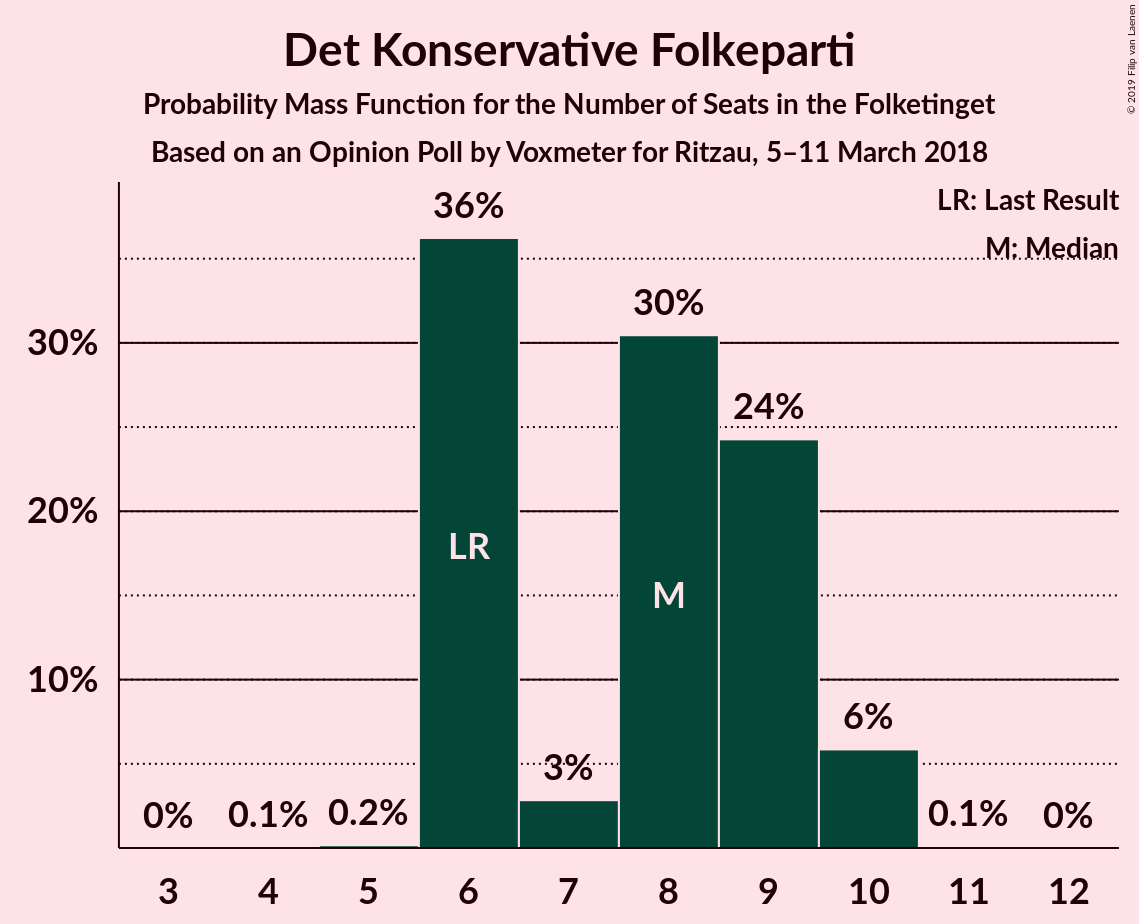 Det Konservative Folkeparti
Probability Mass Function for the Number of Seats in the Folketinget
Based on an Opinion Poll by Voxmeter for Ritzau, 5–11 March 2018
© 2019 Filip van Laenen
LR: Last Result
M: Median
36%
30%
24%
30%
20%
10%
LR
M
6%
3%
0%
0.1%
0.2%
0.1%
0%
3 4 5 6 7 8 9 10 11 12